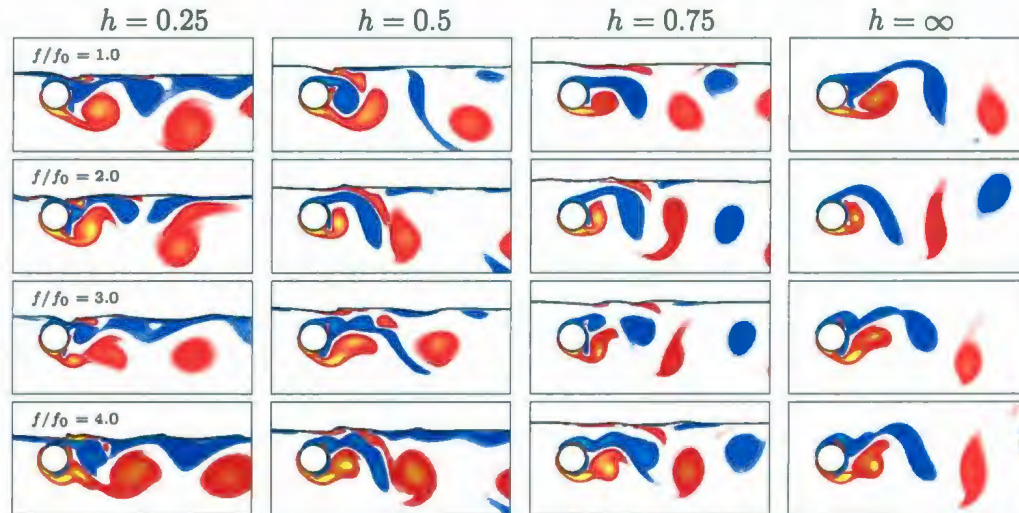 h = 0.25 h = 0.5 h = 0.75 h = ∞
f/f₀ = 1.0
f/f₀ = 2.0
f/f₀ = 3.0
f/f₀ = 4.0